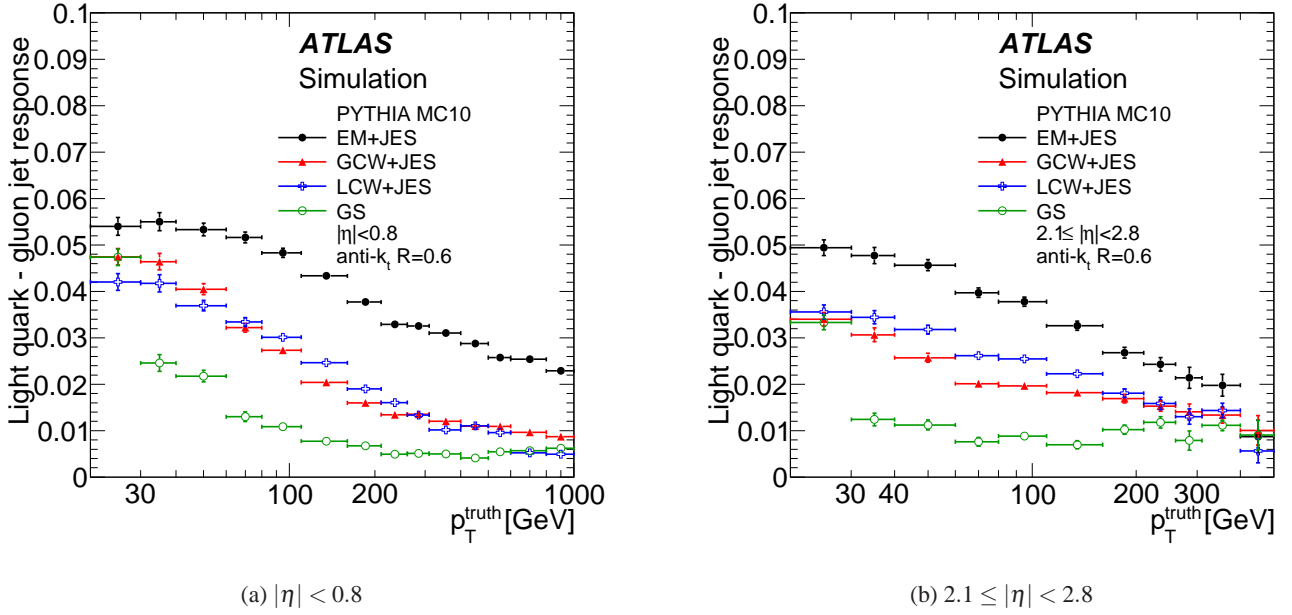 Light quark - gluon jet response
0.1
0.09
0.08
0.07
0.06
0.05
0.04
0.03
0.02
0.01
0
ATLAS
Simulation
PYTHIA MC10
EM+JES
GCW+JES
LCW+JES
GS
|η|<0.8
anti-k_t R=0.6
30 100 200 1000
p_T^truth [GeV]
(a) |η| < 0.8
Light quark - gluon jet response
0.1
0.09
0.08
0.07
0.06
0.05
0.04
0.03
0.02
0.01
0
ATLAS
Simulation
PYTHIA MC10
EM+JES
GCW+JES
LCW+JES
GS
2.1≤ |η|<2.8
anti-k_t R=0.6
30 40 100 200 300
p_T^truth [GeV]
(b) 2.1 ≤ |η| < 2.8